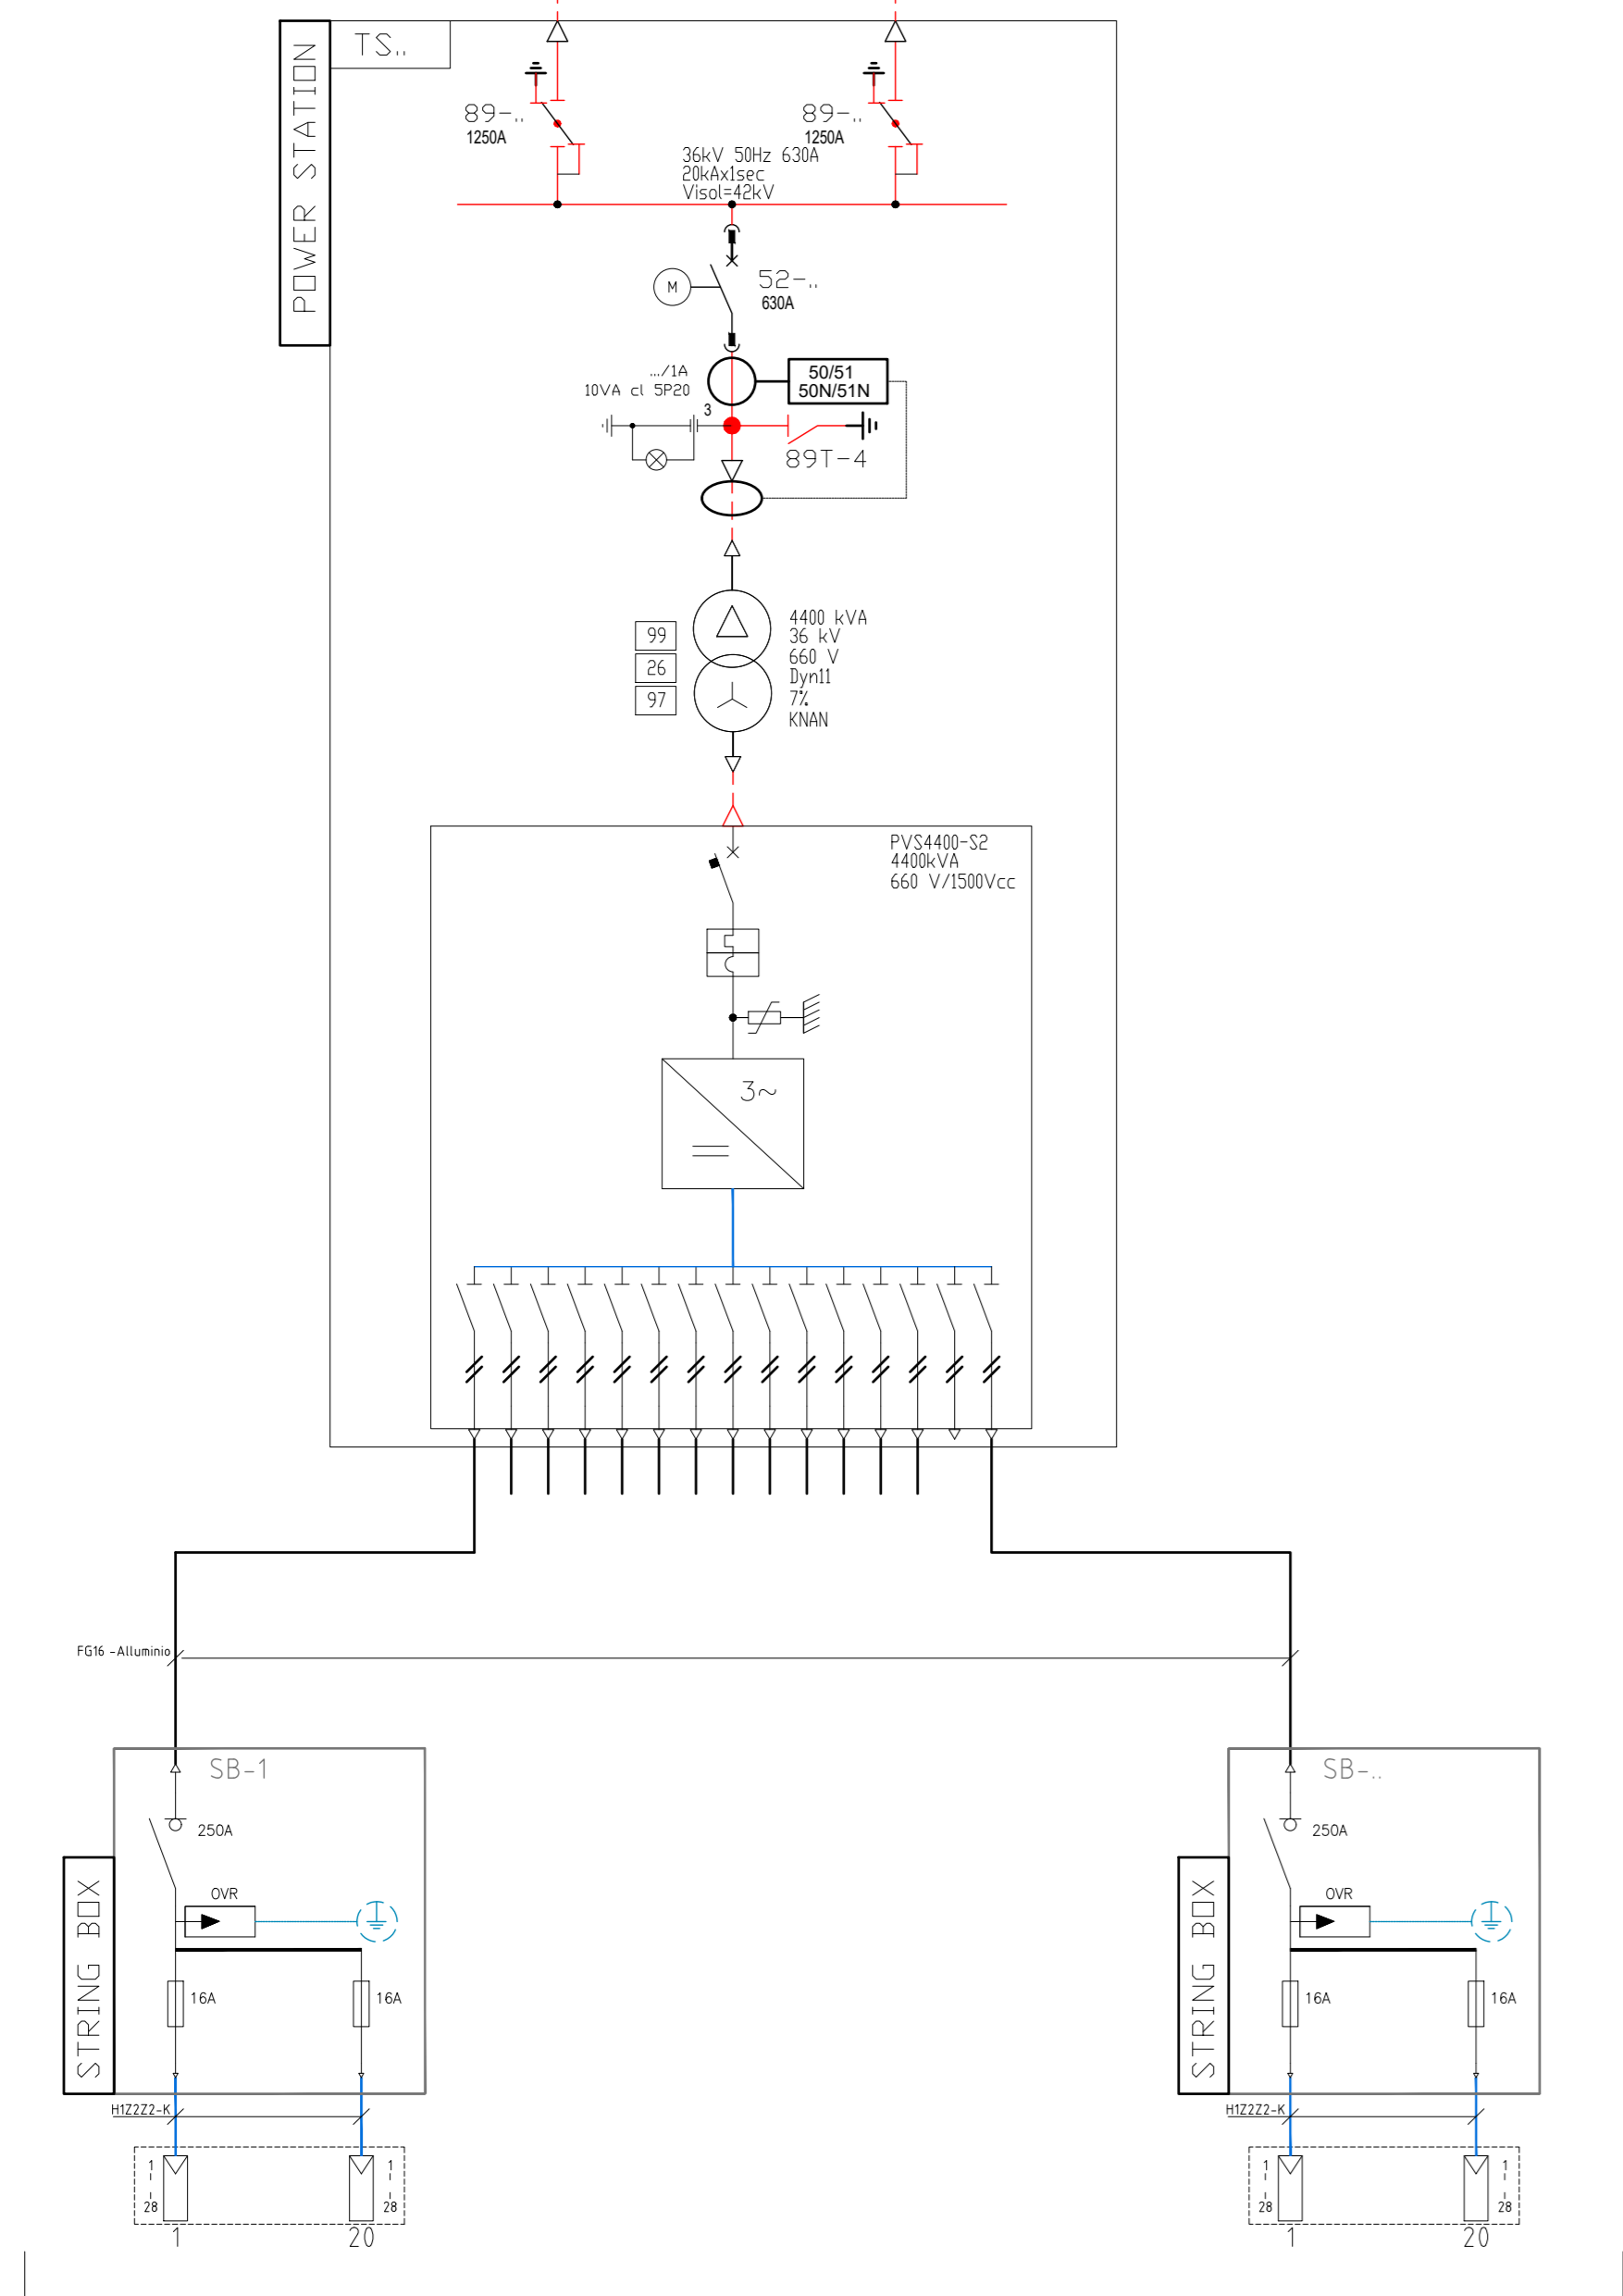 POWER STATION
TS..
89-..
1250A
89-..
1250A
36kV 50Hz 630A
20kAx1sec
Visol=42kV
M
52-..
630A
.../1A
10VA cl 5P20
50/51
50N/51N
3
89T-4
99
26
97
4400 kVA
36 kV
660 V
Dyn11
7%
KNAN
PVS4400-S2
4400kVA
660 V/1500Vcc
3~
FG16 -Alluminio
STRING BOX
SB-1
250A
OVR
16A
16A
H1Z2Z2-K
1
28
1
28
1
20
STRING BOX
SB-..
250A
OVR
16A
16A
H1Z2Z2-K
1
28
1
28
1
20